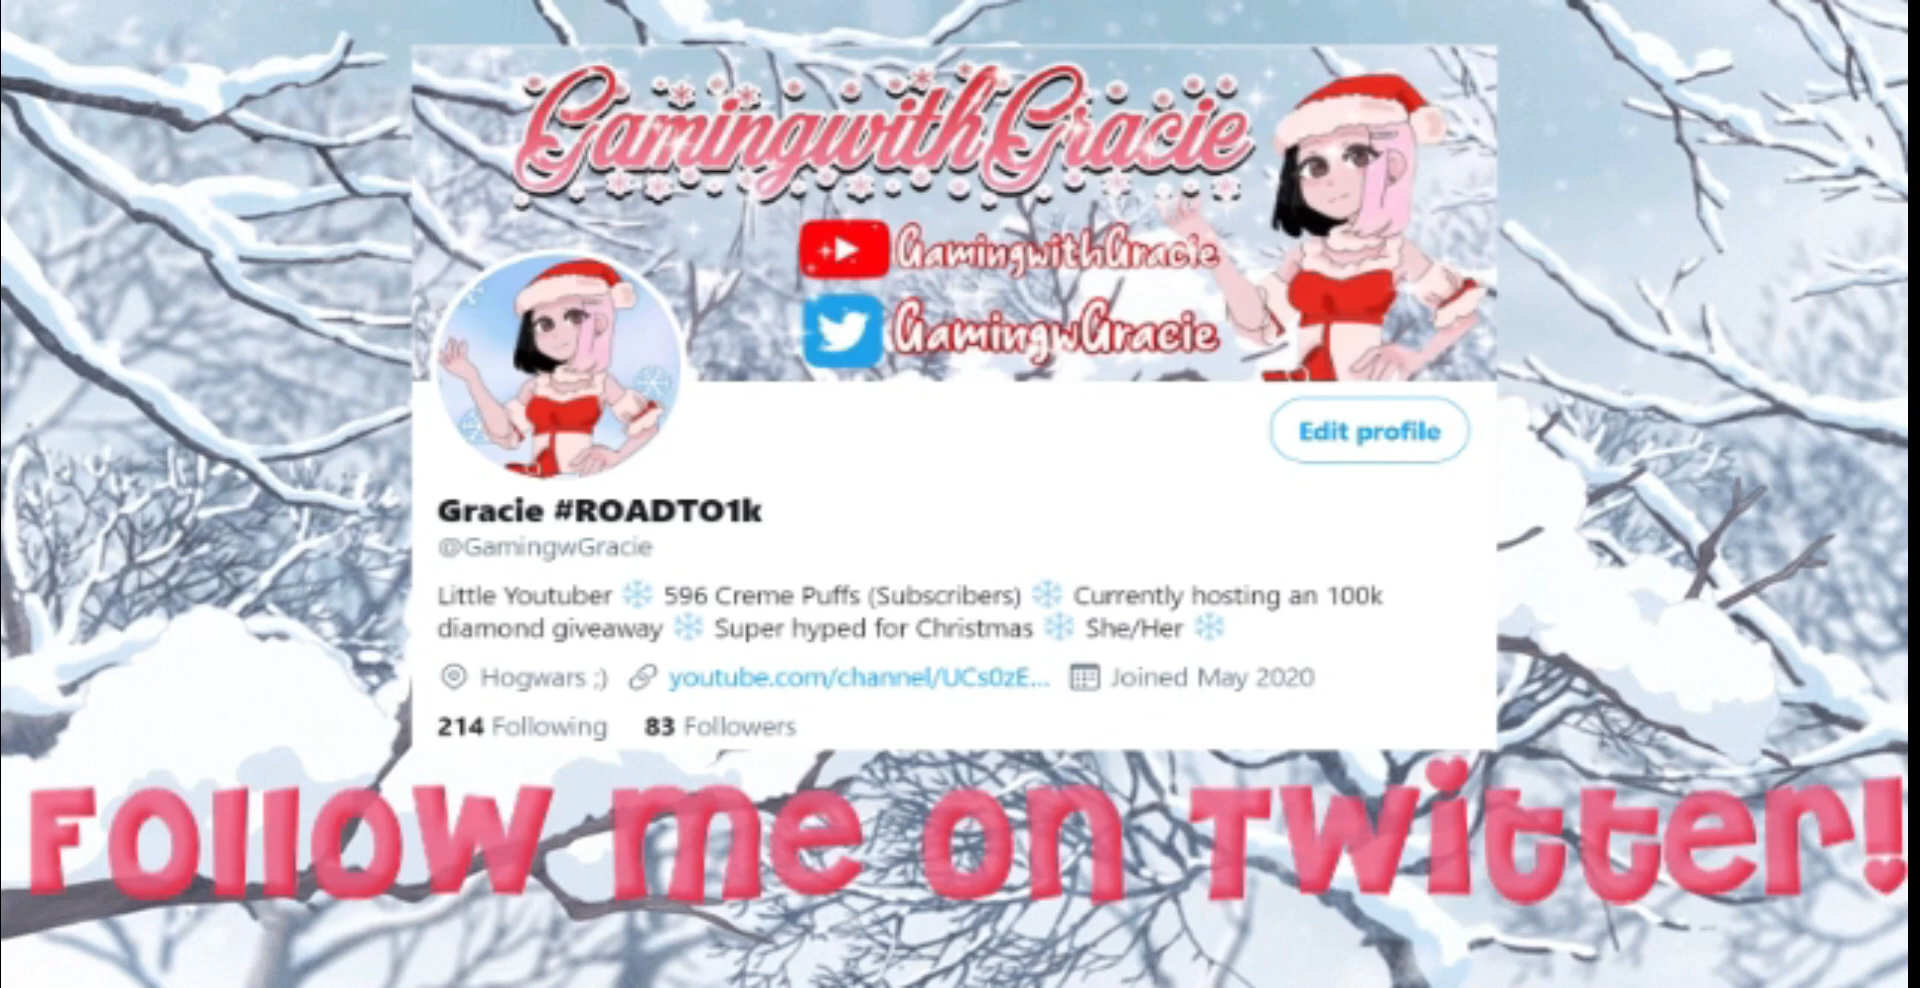 GamingwithGracie
GamingwithGracie
GamingwGracie
Edit profile
Gracie #ROADTO1k
@GamingwGracie
Little Youtuber ❄️ 596 Creme Puffs (Subscribers) ❄️ Currently hosting an 100k
diamond giveaway ❄️ Super hyped for Christmas ❄️ She/Her ❄️
Hogwars ;) youtube.com/channel/UCs0zE... Joined May 2020
214 Following 83 Followers
Follow me on Twitter!